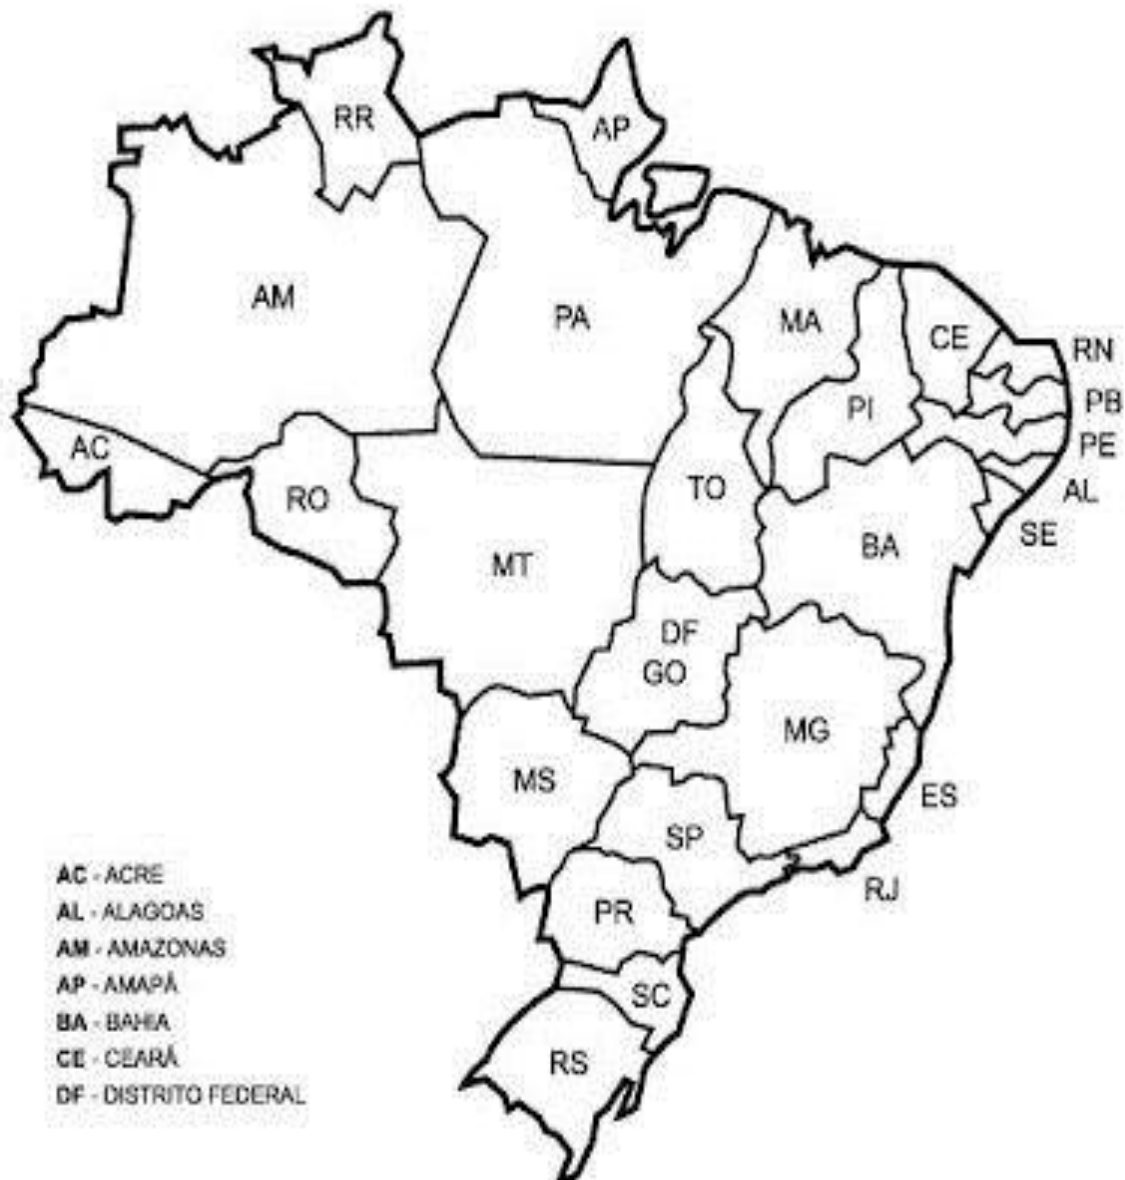 RR
AP
AM
PA
MA
CE
RN
PB
PI
PE
AC
TO
AL
RO
SE
BA
MT
DF
GO
MG
MS
ES
SP
RJ
PR
SC
RS
AC - ACRE
AL - ALAGOAS
AM - AMAZONAS
AP - AMAPÁ
BA - BAHIA
CE - CEARÁ
DF - DISTRITO FEDERAL